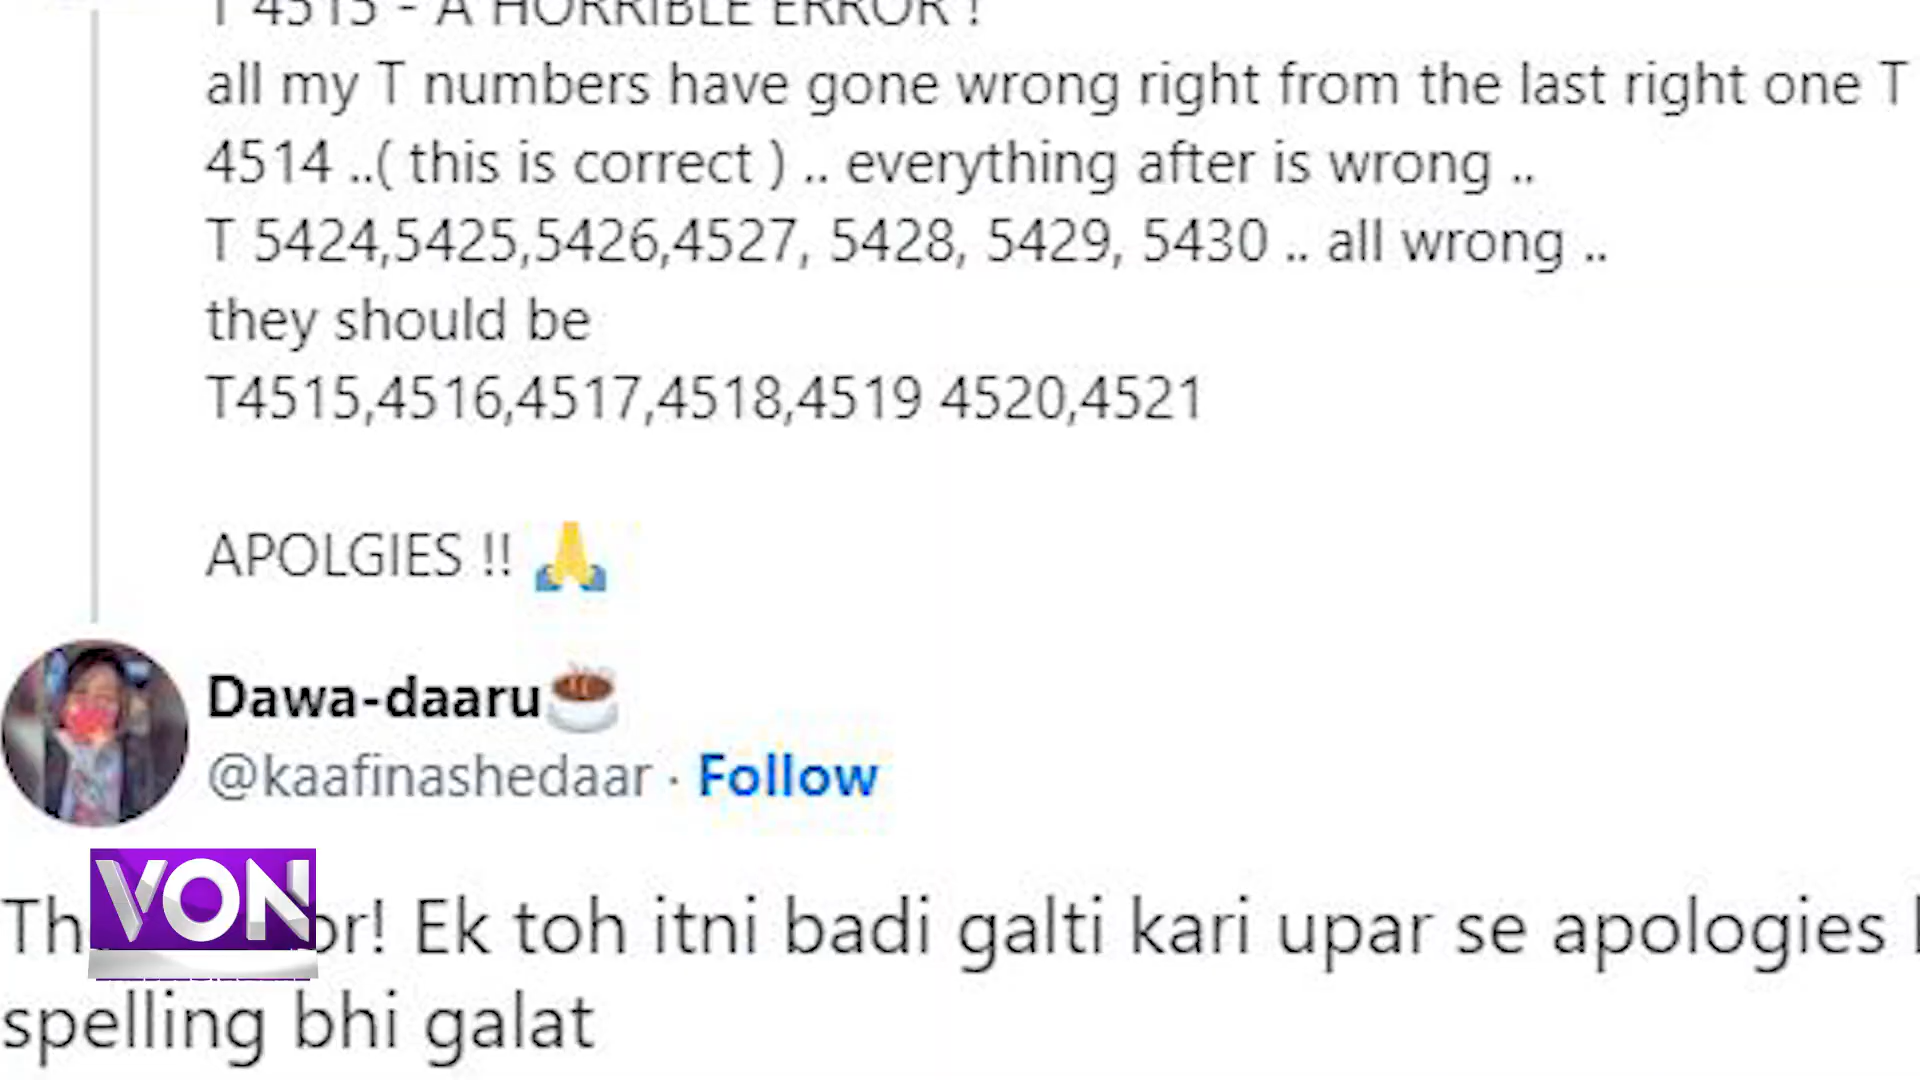 T 4515 - A HORRIBLE ERROR !
all my T numbers have gone wrong right from the last right one T
4514 ..( this is correct ) .. everything after is wrong ..
T 5424,5425,5426,4527, 5428, 5429, 5430 .. all wrong ..
they should be
T4515,4516,4517,4518,4519 4520,4521
APOLGIES !! 🙏
Dawa-daaru☕
@kaafinashedaar · Follow
VON
or! Ek toh itni badi galti kari upar se apologies
spelling bhi galat